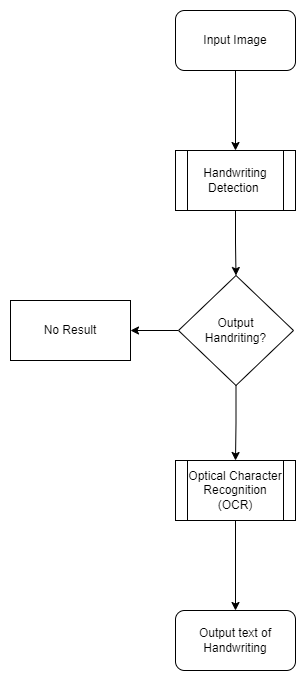 Input Image
Handwriting
Detection
Output
Handriting?
No Result
Optical Character
Recognition
(OCR)
Output text of
Handwriting